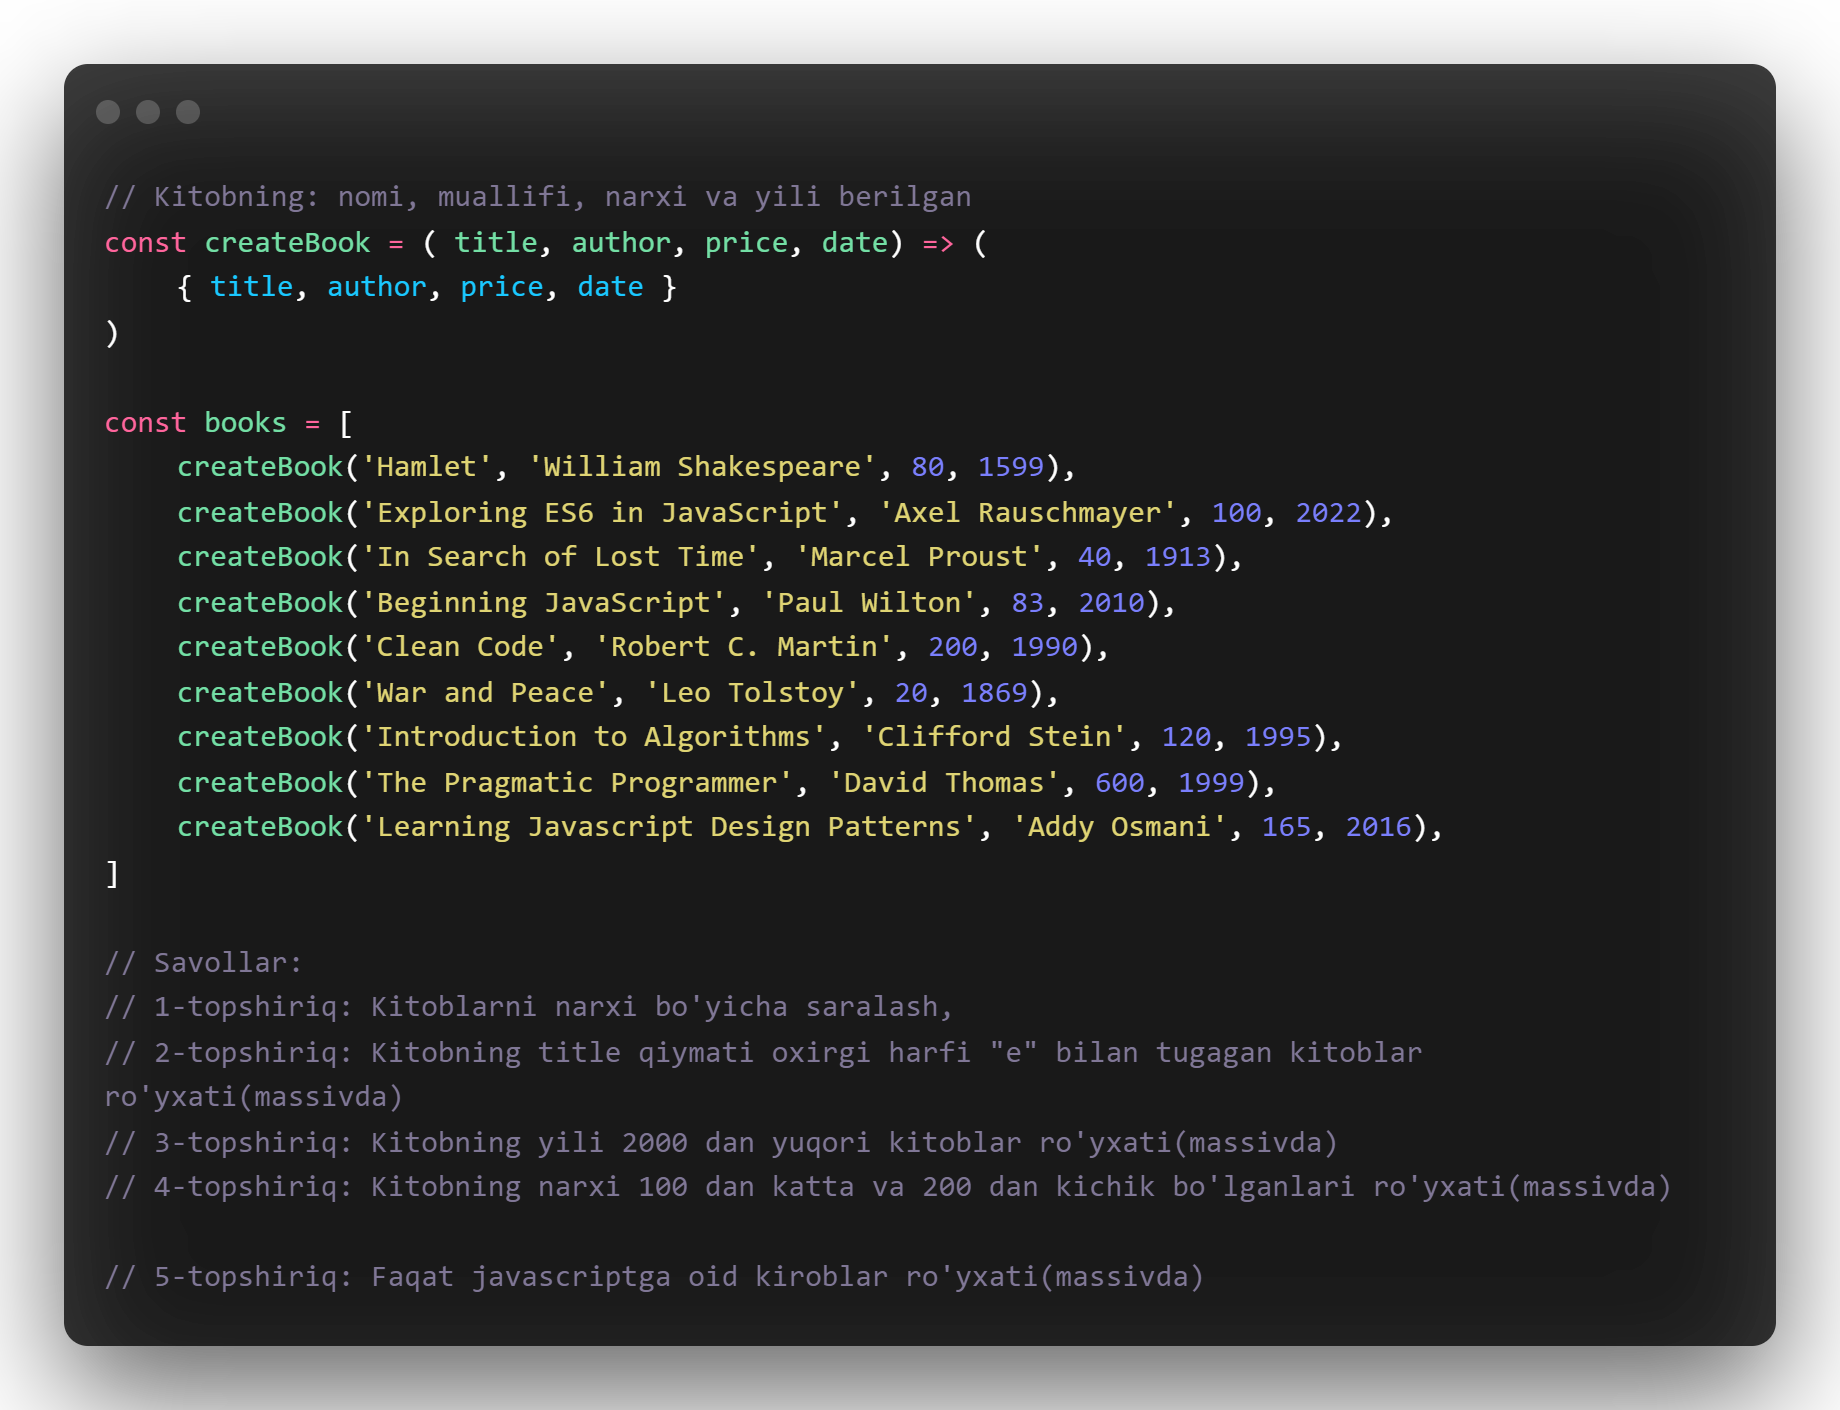 // Kitobning: nomi, muallifi, narxi va yili berilgan
const createBook = ( title, author, price, date) => (
    { title, author, price, date }
)

const books = [
    createBook('Hamlet', 'William Shakespeare', 80, 1599),
    createBook('Exploring ES6 in JavaScript', 'Axel Rauschmayer', 100, 2022),
    createBook('In Search of Lost Time', 'Marcel Proust', 40, 1913),
    createBook('Beginning JavaScript', 'Paul Wilton', 83, 2010),
    createBook('Clean Code', 'Robert C. Martin', 200, 1990),
    createBook('War and Peace', 'Leo Tolstoy', 20, 1869),
    createBook('Introduction to Algorithms', 'Clifford Stein', 120, 1995),
    createBook('The Pragmatic Programmer', 'David Thomas', 600, 1999),
    createBook('Learning Javascript Design Patterns', 'Addy Osmani', 165, 2016),
]

// Savollar:
// 1-topshiriq: Kitoblarni narxi bo'yicha saralash,
// 2-topshiriq: Kitobning title qiymati oxirgi harfi "e" bilan tugagan kitoblar
ro'yxati(massivda)
// 3-topshiriq: Kitobning yili 2000 dan yuqori kitoblar ro'yxati(massivda)
// 4-topshiriq: Kitobning narxi 100 dan katta va 200 dan kichik bo'lganlari ro'yxati(massivda)

// 5-topshiriq: Faqat javascriptga oid kiroblar ro'yxati(massivda)